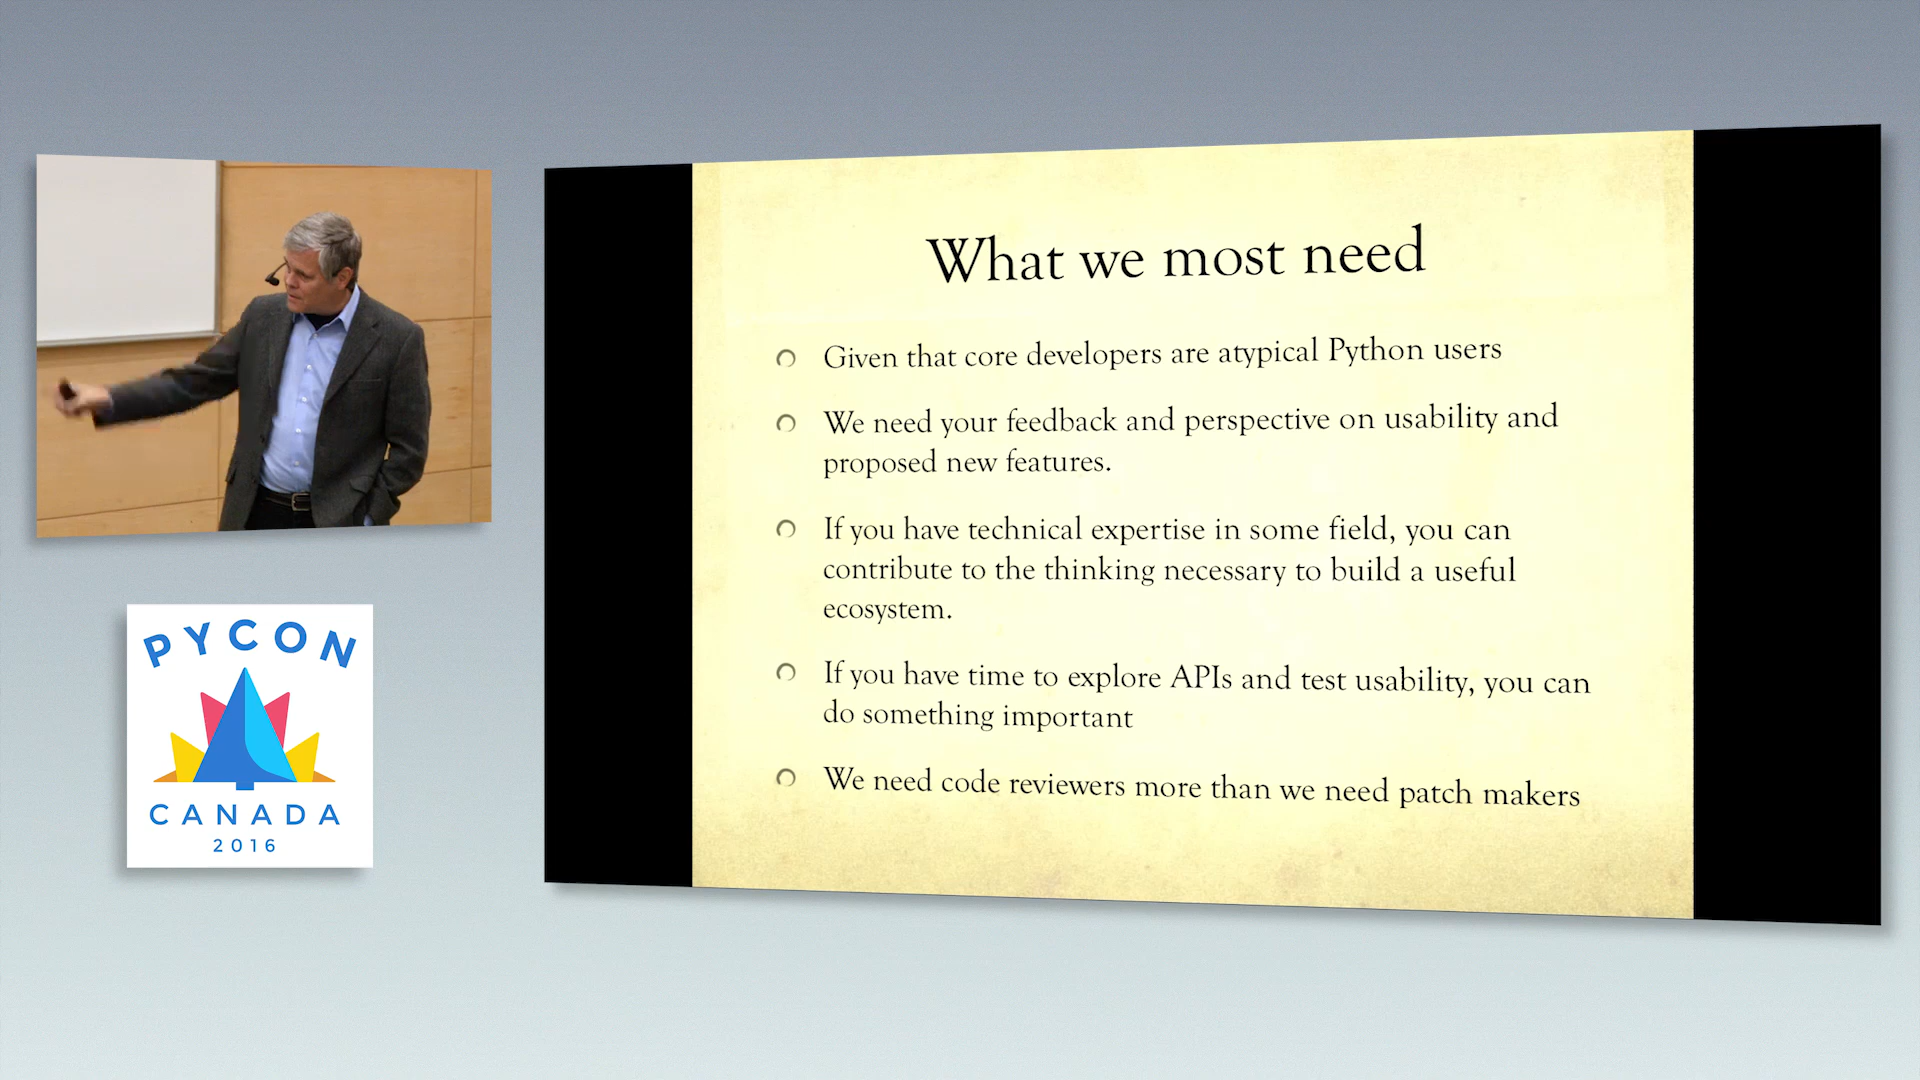 What we most need
Given that core developers are atypical Python users
We need your feedback and perspective on usability and
proposed new features.
If you have technical expertise in some field, you can
contribute to the thinking necessary to build a useful
ecosystem.
If you have time to explore APIs and test usability, you can
do something important
We need code reviewers more than we need patch makers
PYCON
CANADA
2016